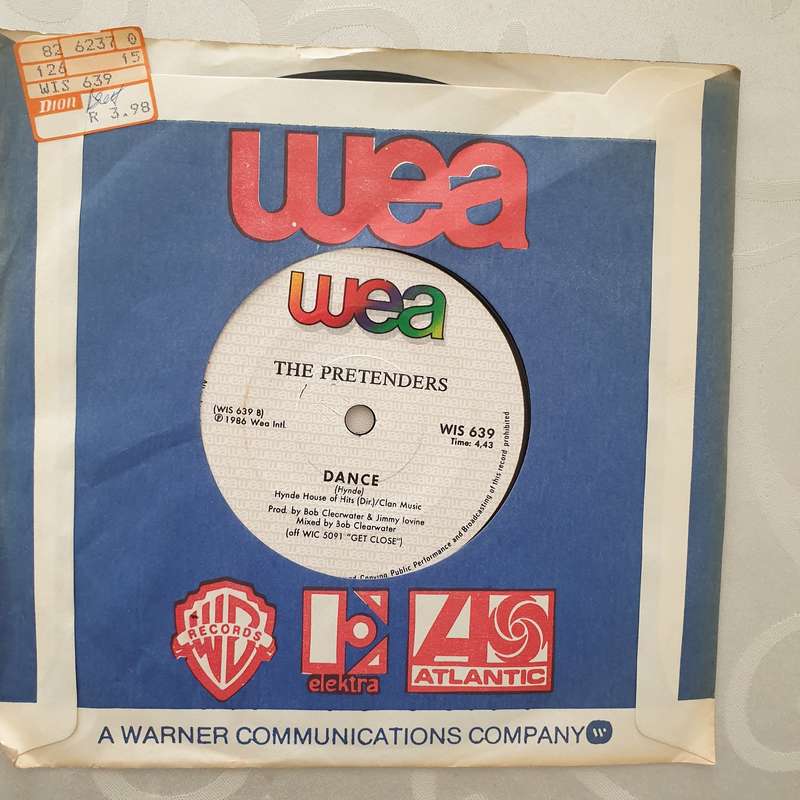 82 6237 0
126 15
WIS 639
Dion
R 3.98
wea
wea
THE PRETENDERS
(WIS 639 B)
℗ 1986 Wea Intl.
WIS 639
Time: 4,43
DANCE
(Hynde)
Hynde House of Hits (Dir.)/Clan Music
Prod. by Bob Clearwater & Jimmy Iovine
Mixed by Bob Clearwater
(off WIC 5091 "GET CLOSE")
Copying Public Performance and Broadcasting of this record prohibited
WB
RECORDS
elektra
ATLANTIC
A WARNER COMMUNICATIONS COMPANY